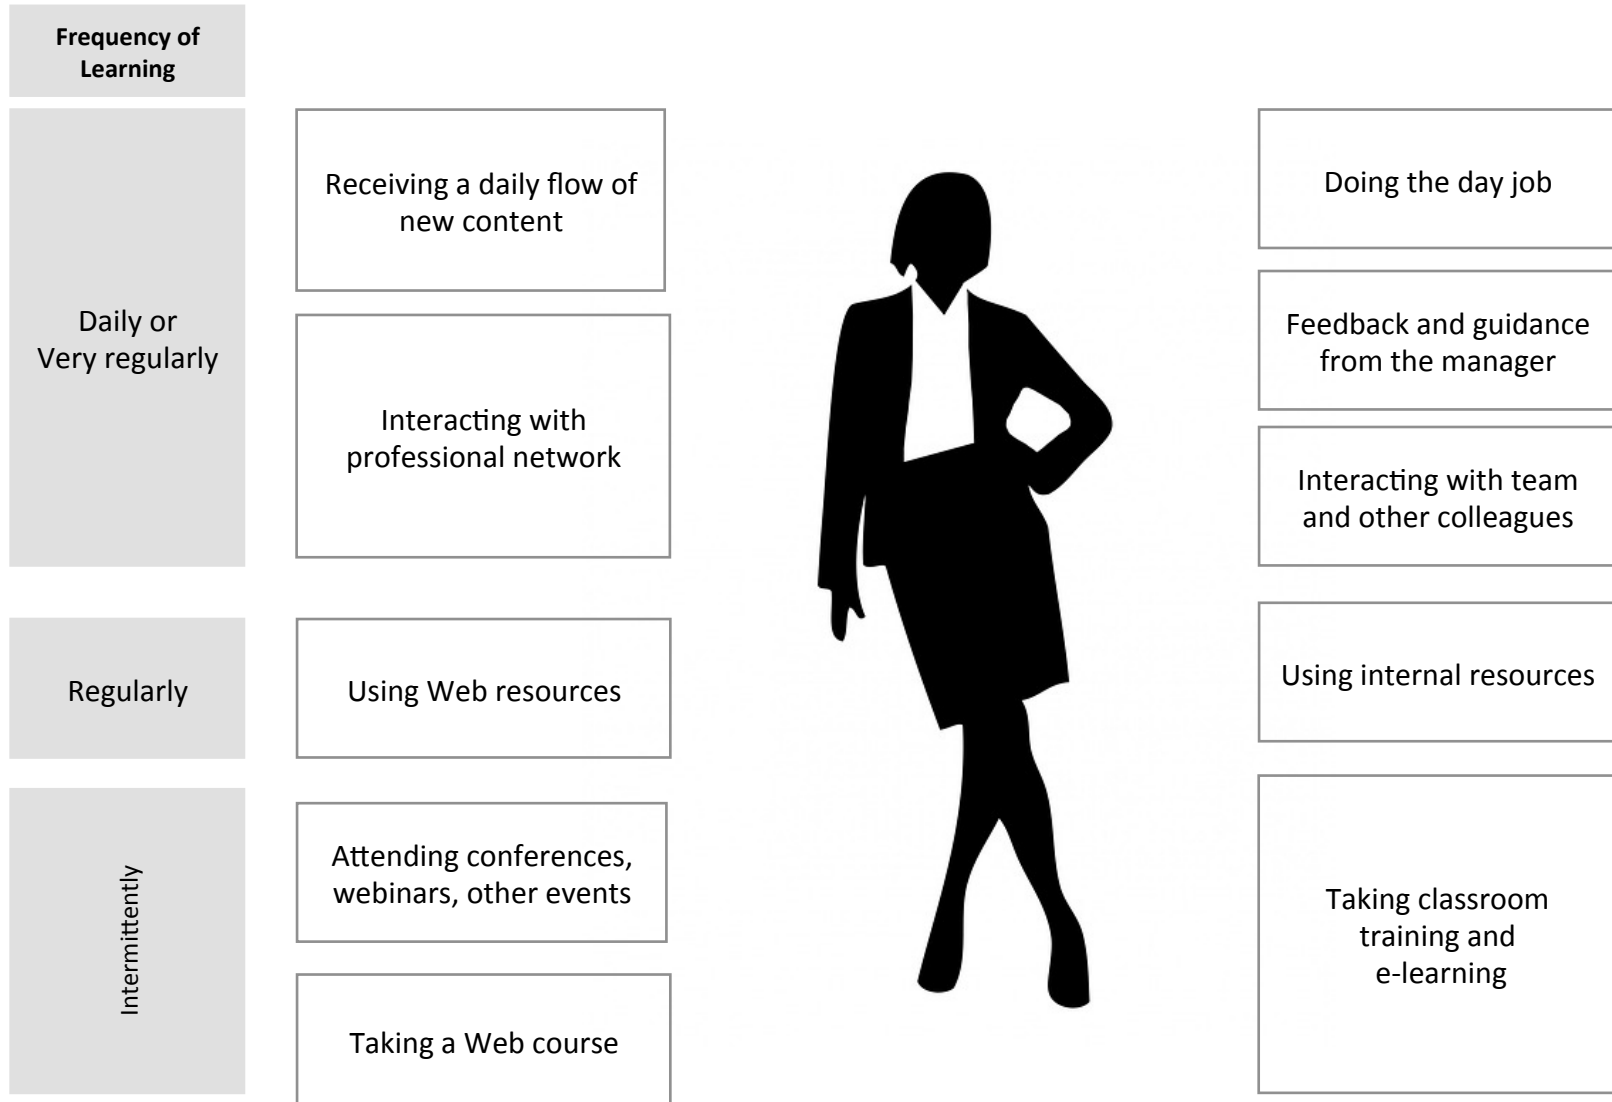 Frequency of
Learning
Daily or
Very regularly
Receiving a daily flow of
new content
Interacting with
professional network
Doing the day job
Feedback and guidance
from the manager
Interacting with team
and other colleagues
Regularly
Using Web resources
Using internal resources
Intermittently
Attending conferences,
webinars, other events
Taking a Web course
Taking classroom
training and
e-learning